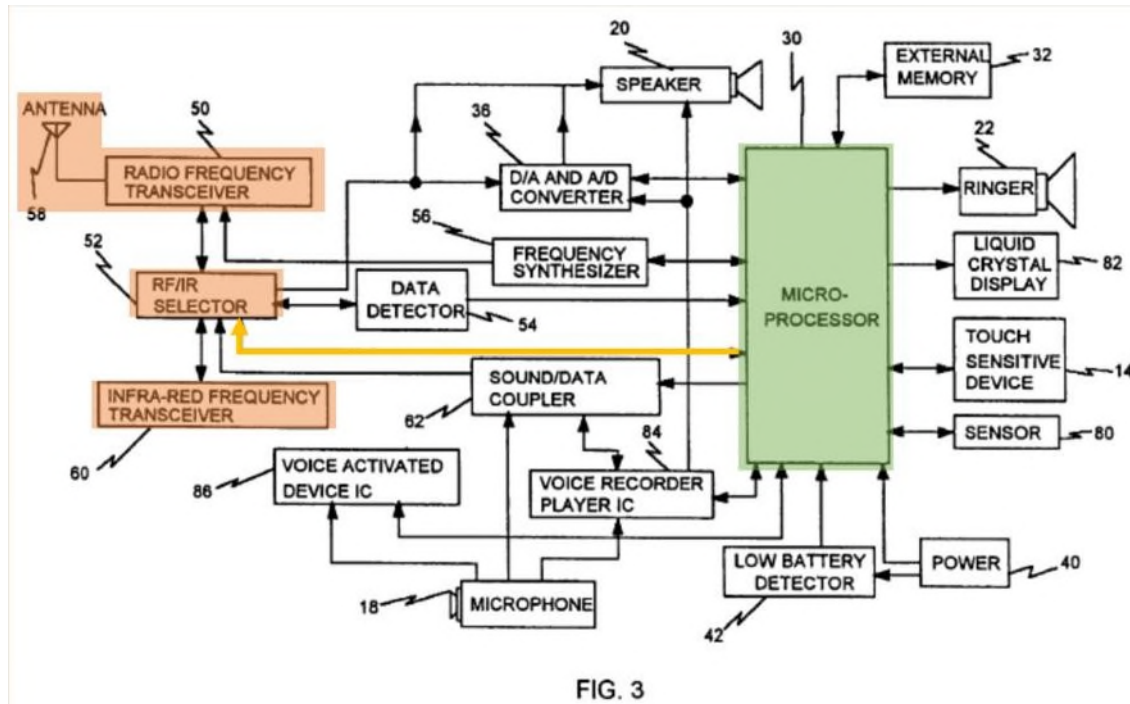 20
30
SPEAKER
EXTERNAL
MEMORY
32
ANTENNA
50
36
22
RADIO FREQUENCY
TRANSCEIVER
D/A AND A/D
CONVERTER
RINGER
58
56
52
FREQUENCY
SYNTHESIZER
LIQUID
CRYSTAL
DISPLAY
82
RF/IR
SELECTOR
DATA
DETECTOR
54
MICRO-
PROCESSOR
TOUCH
SENSITIVE
DEVICE
14
SOUND/DATA
COUPLER
62
INFRA-RED FREQUENCY
TRANSCEIVER
60
84
SENSOR
80
86
VOICE ACTIVATED
DEVICE IC
VOICE RECORDER
PLAYER IC
LOW BATTERY
DETECTOR
POWER
40
18
MICROPHONE
42
FIG. 3